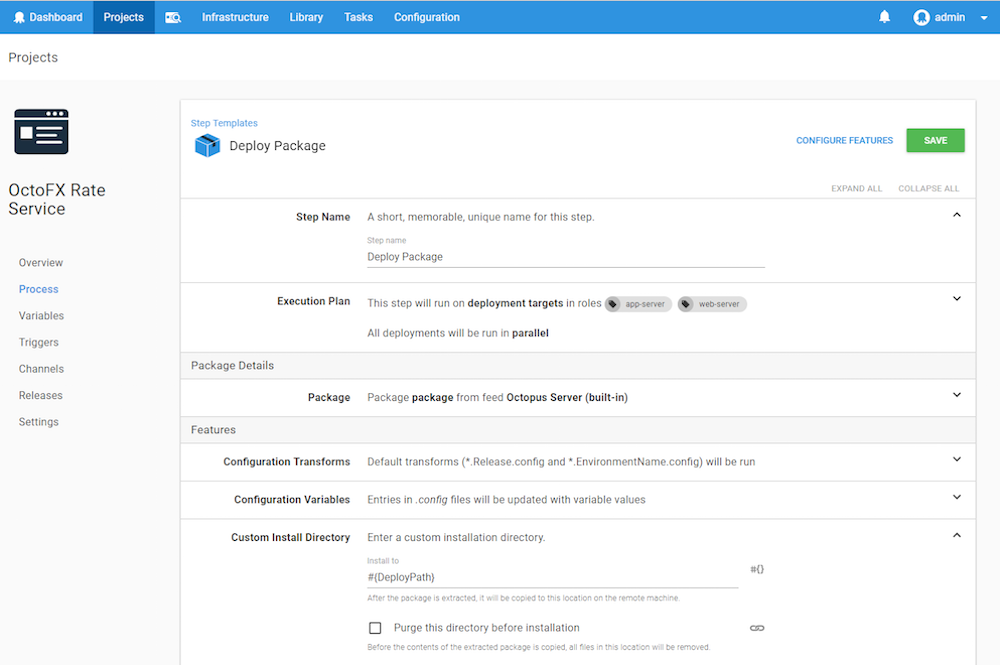 Dashboard
Projects
Infrastructure
Library
Tasks
Configuration
admin
Projects
OctoFX Rate
Service
Overview
Process
Variables
Triggers
Channels
Releases
Settings
Step Templates
Deploy Package
CONFIGURE FEATURES
SAVE
EXPAND ALL
COLLAPSE ALL
Step Name
A short, memorable, unique name for this step.
Step name
Deploy Package
Execution Plan
This step will run on deployment targets in roles app-server web-server
All deployments will be run in parallel
Package Details
Package
Package package from feed Octopus Server (built-in)
Features
Configuration Transforms
Default transforms (*.Release.config and *.EnvironmentName.config) will be run
Configuration Variables
Entries in .config files will be updated with variable values
Custom Install Directory
Enter a custom installation directory.
Install to
#{DeployPath}
#{}
After the package is extracted, it will be copied to this location on the remote machine.
Purge this directory before installation
Before the contents of the extracted package is copied, all files in this location will be removed.